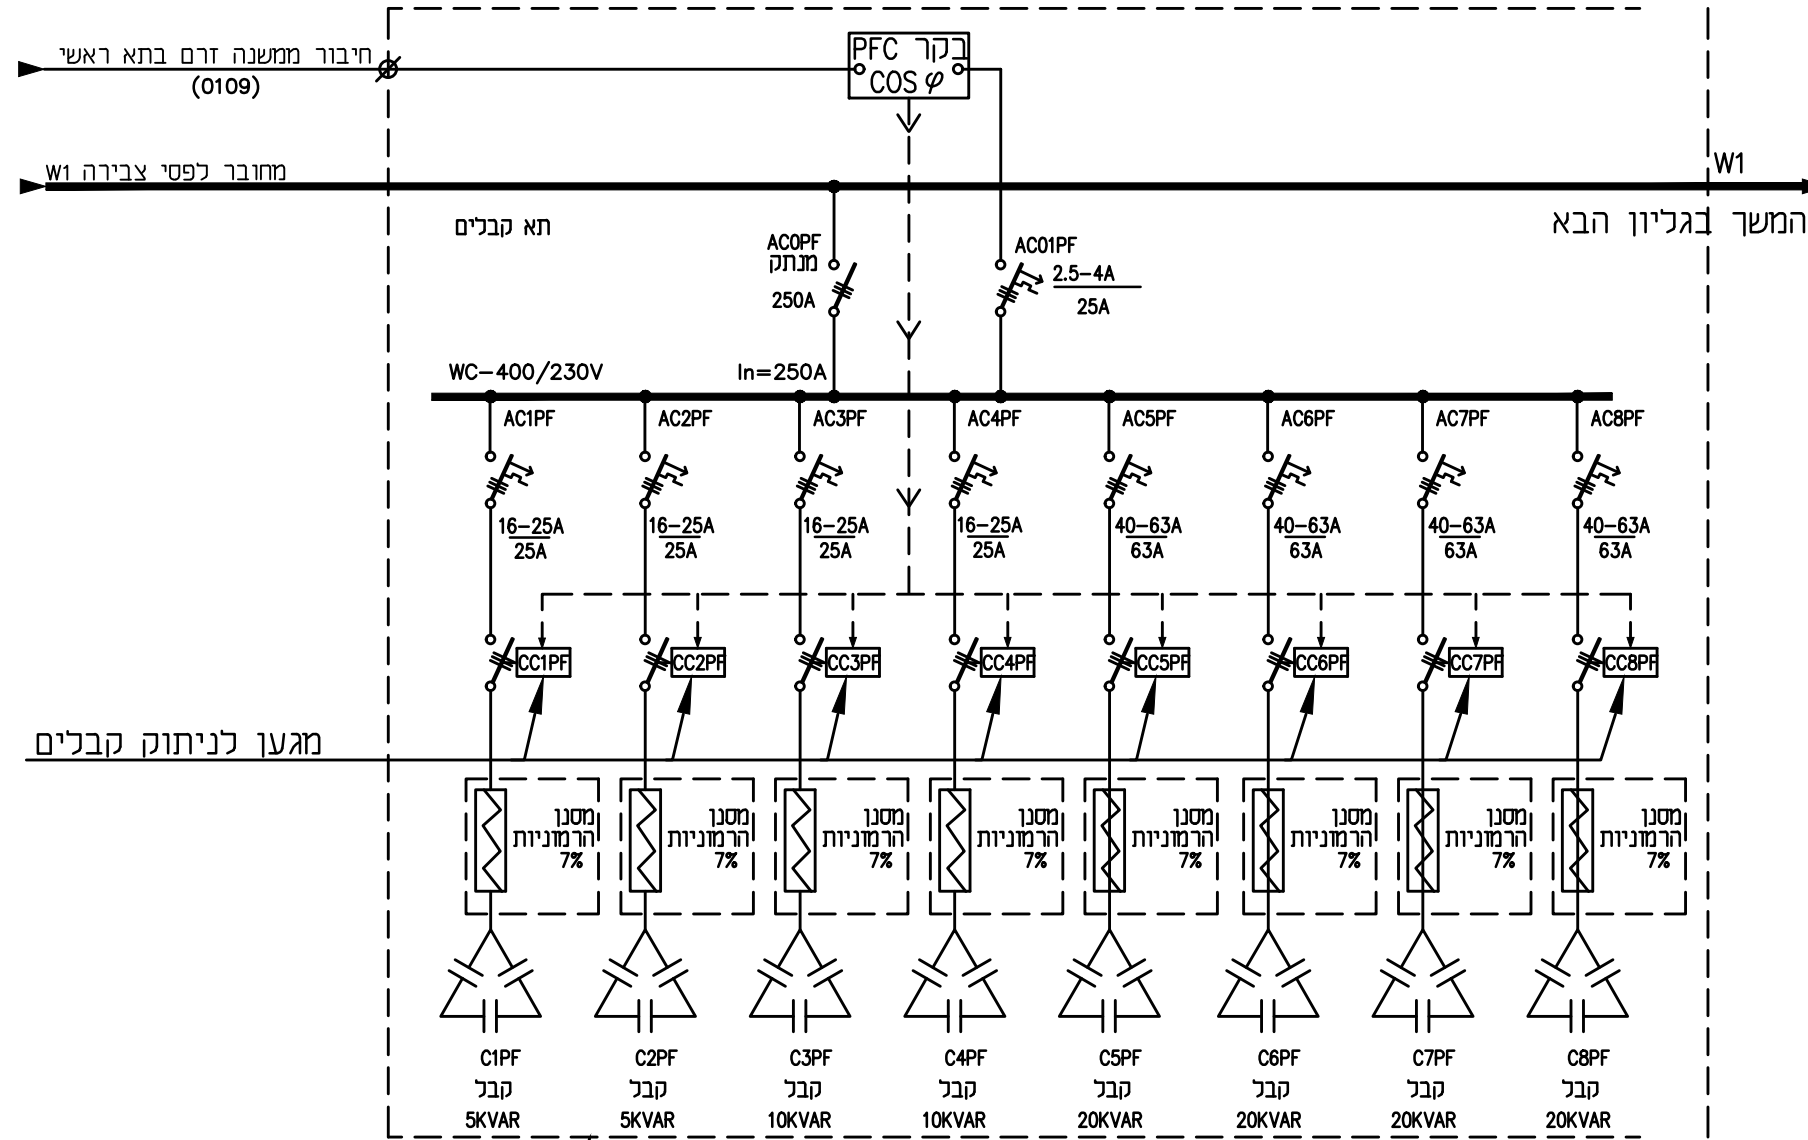 חיבור ממשנה זרם בתא ראשי
(0109)
בקר PFC
COS φ
מחובר לפסי צבירה W1
W1
המשך בגליון הבא
תא קבלים
AC0PF
מנתק
250A
AC01PF
2.5-4A
25A
WC-400/230V
In=250A
AC1PF
AC2PF
AC3PF
AC4PF
AC5PF
AC6PF
AC7PF
AC8PF
16-25A
25A
16-25A
25A
16-25A
25A
16-25A
25A
40-63A
63A
40-63A
63A
40-63A
63A
40-63A
63A
CC1PF
CC2PF
CC3PF
CC4PF
CC5PF
CC6PF
CC7PF
CC8PF
מגען לניתוק קבלים
מסנן
הרמוניות
7%
מסנן
הרמוניות
7%
מסנן
הרמוניות
7%
מסנן
הרמוניות
7%
מסנן
הרמוניות
7%
מסנן
הרמוניות
7%
מסנן
הרמוניות
7%
מסנן
הרמוניות
7%
C1PF
קבל
5KVAR
C2PF
קבל
5KVAR
C3PF
קבל
10KVAR
C4PF
קבל
10KVAR
C5PF
קבל
20KVAR
C6PF
קבל
20KVAR
C7PF
קבל
20KVAR
C8PF
קבל
20KVAR